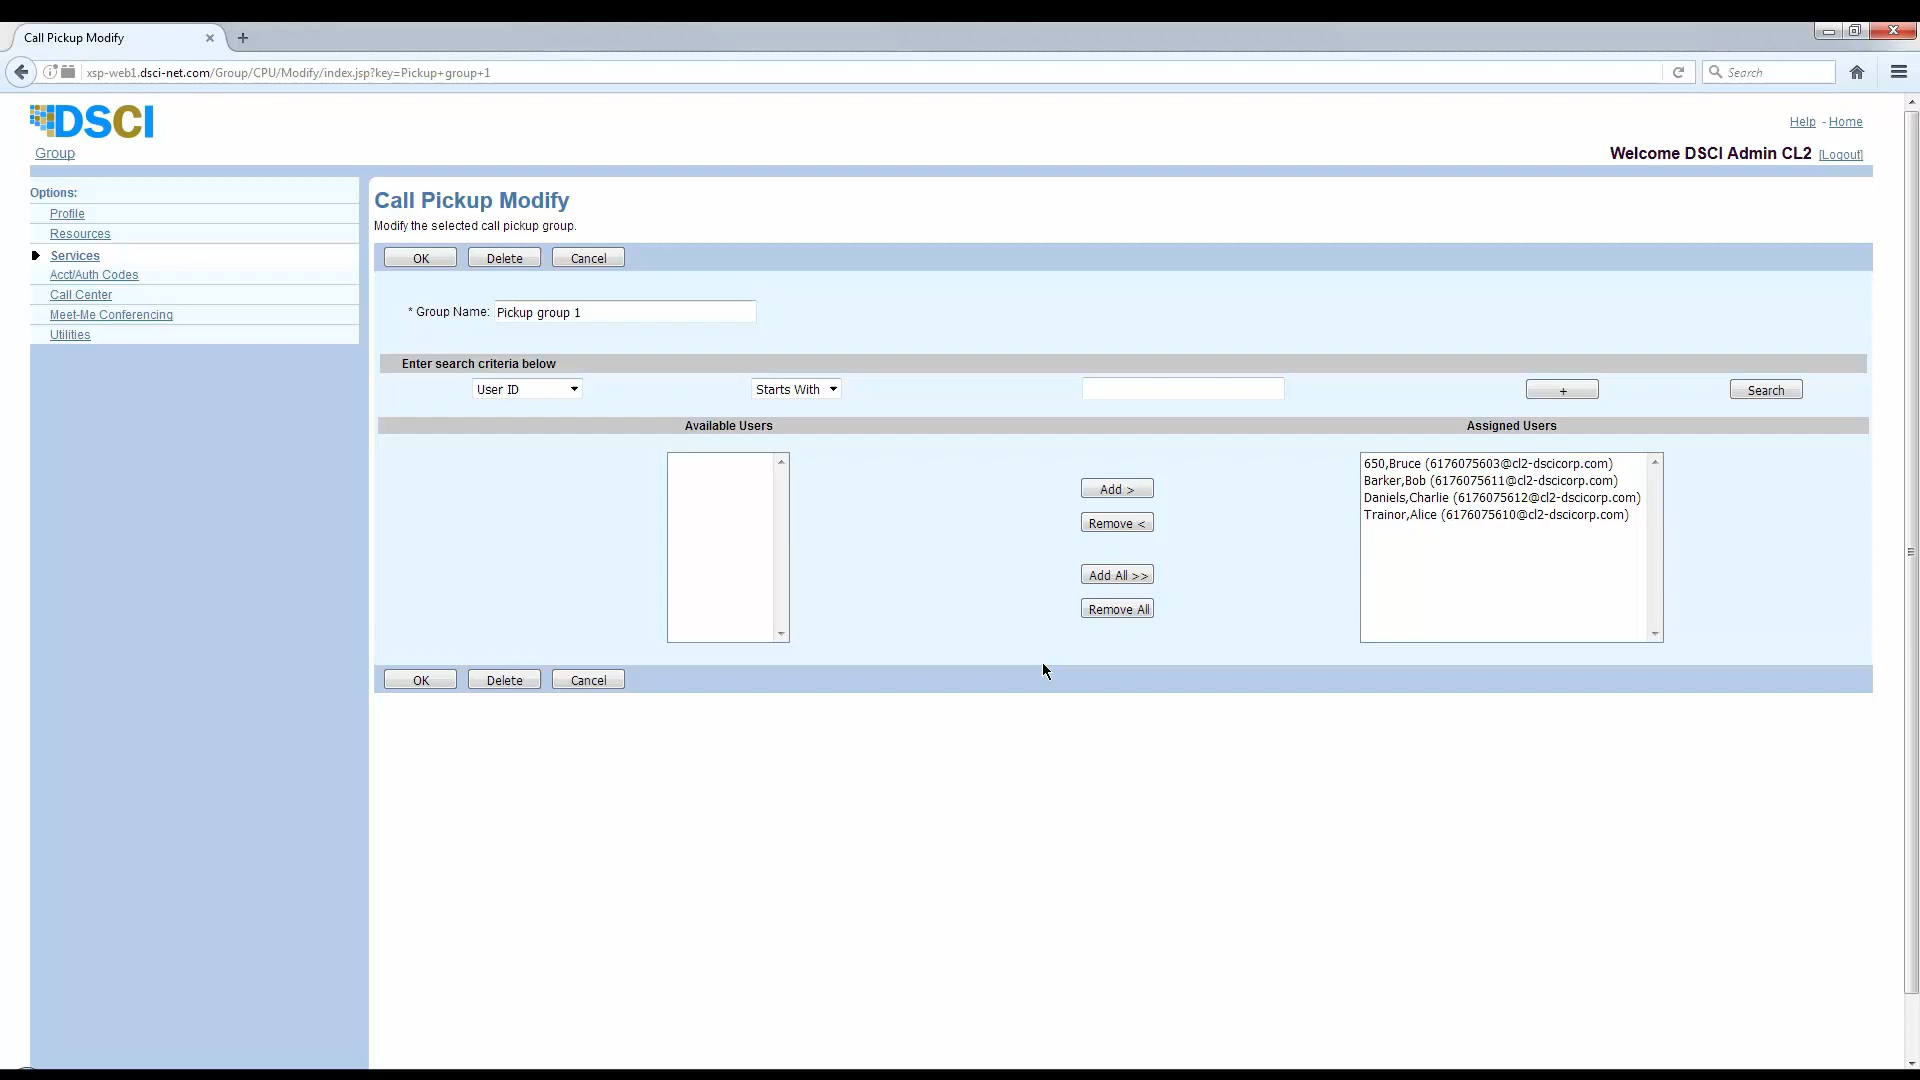 Call Pickup Modify
xsp-web1.dsci-net.com/Group/CPU/Modify/index.jsp?key=Pickup+group+1
Search
DSCI
Help - Home
Group
Welcome DSCI Admin CL2 [Logout]
Options:
Profile
Resources
Services
Acct/Auth Codes
Call Center
Meet-Me Conferencing
Utilities
Call Pickup Modify
Modify the selected call pickup group.
OK Delete Cancel
* Group Name: Pickup group 1
Enter search criteria below
User ID Starts With + Search
Available Users Assigned Users
650,Bruce (6176075603@cl2-dscicorp.com)
Barker,Bob (6176075611@cl2-dscicorp.com)
Daniels,Charlie (6176075612@cl2-dscicorp.com)
Trainor,Alice (6176075610@cl2-dscicorp.com)
Add >
Remove <
Add All >>
Remove All
OK Delete Cancel